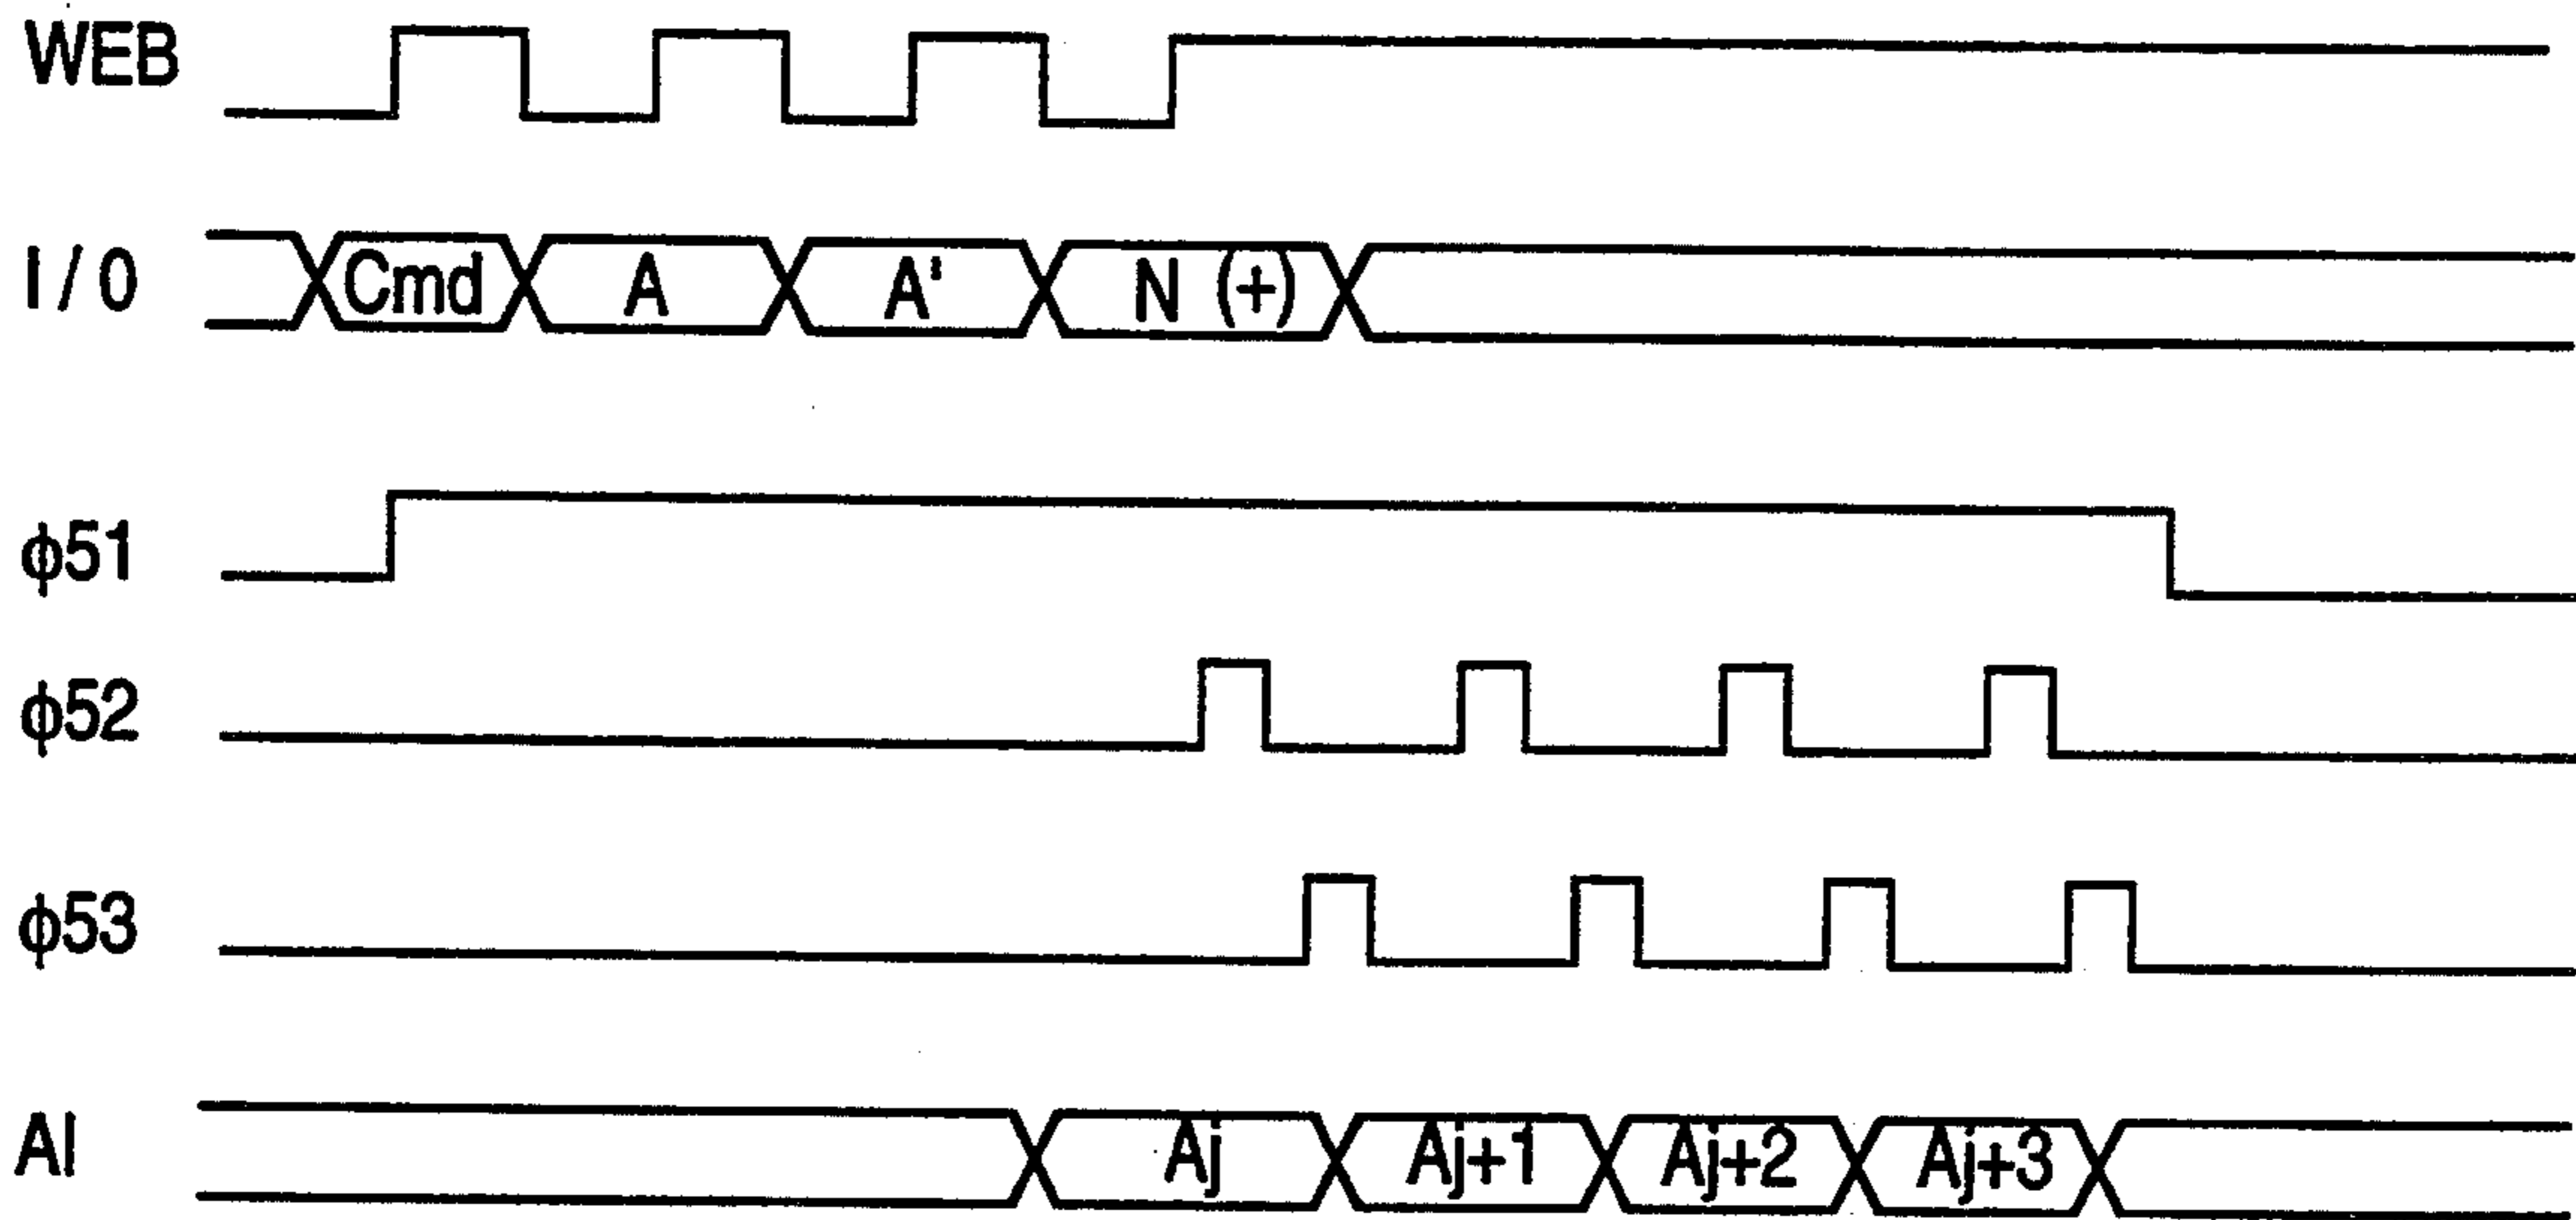 WEB
I / 0 Cmd A A' N (+)
ϕ51
ϕ52
ϕ53
AI Aj Aj+1 Aj+2 Aj+3